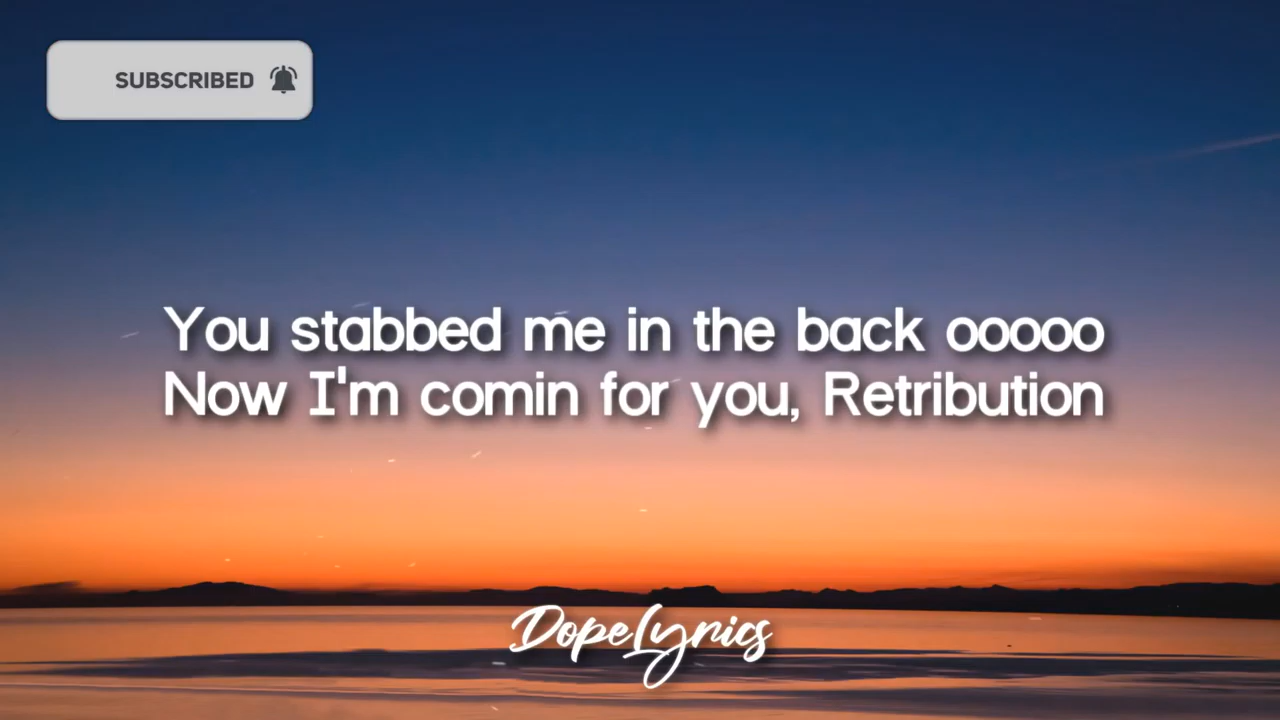 SUBSCRIBED
You stabbed me in the back ooooo
Now I'm comin for you, Retribution
DopeLyrics